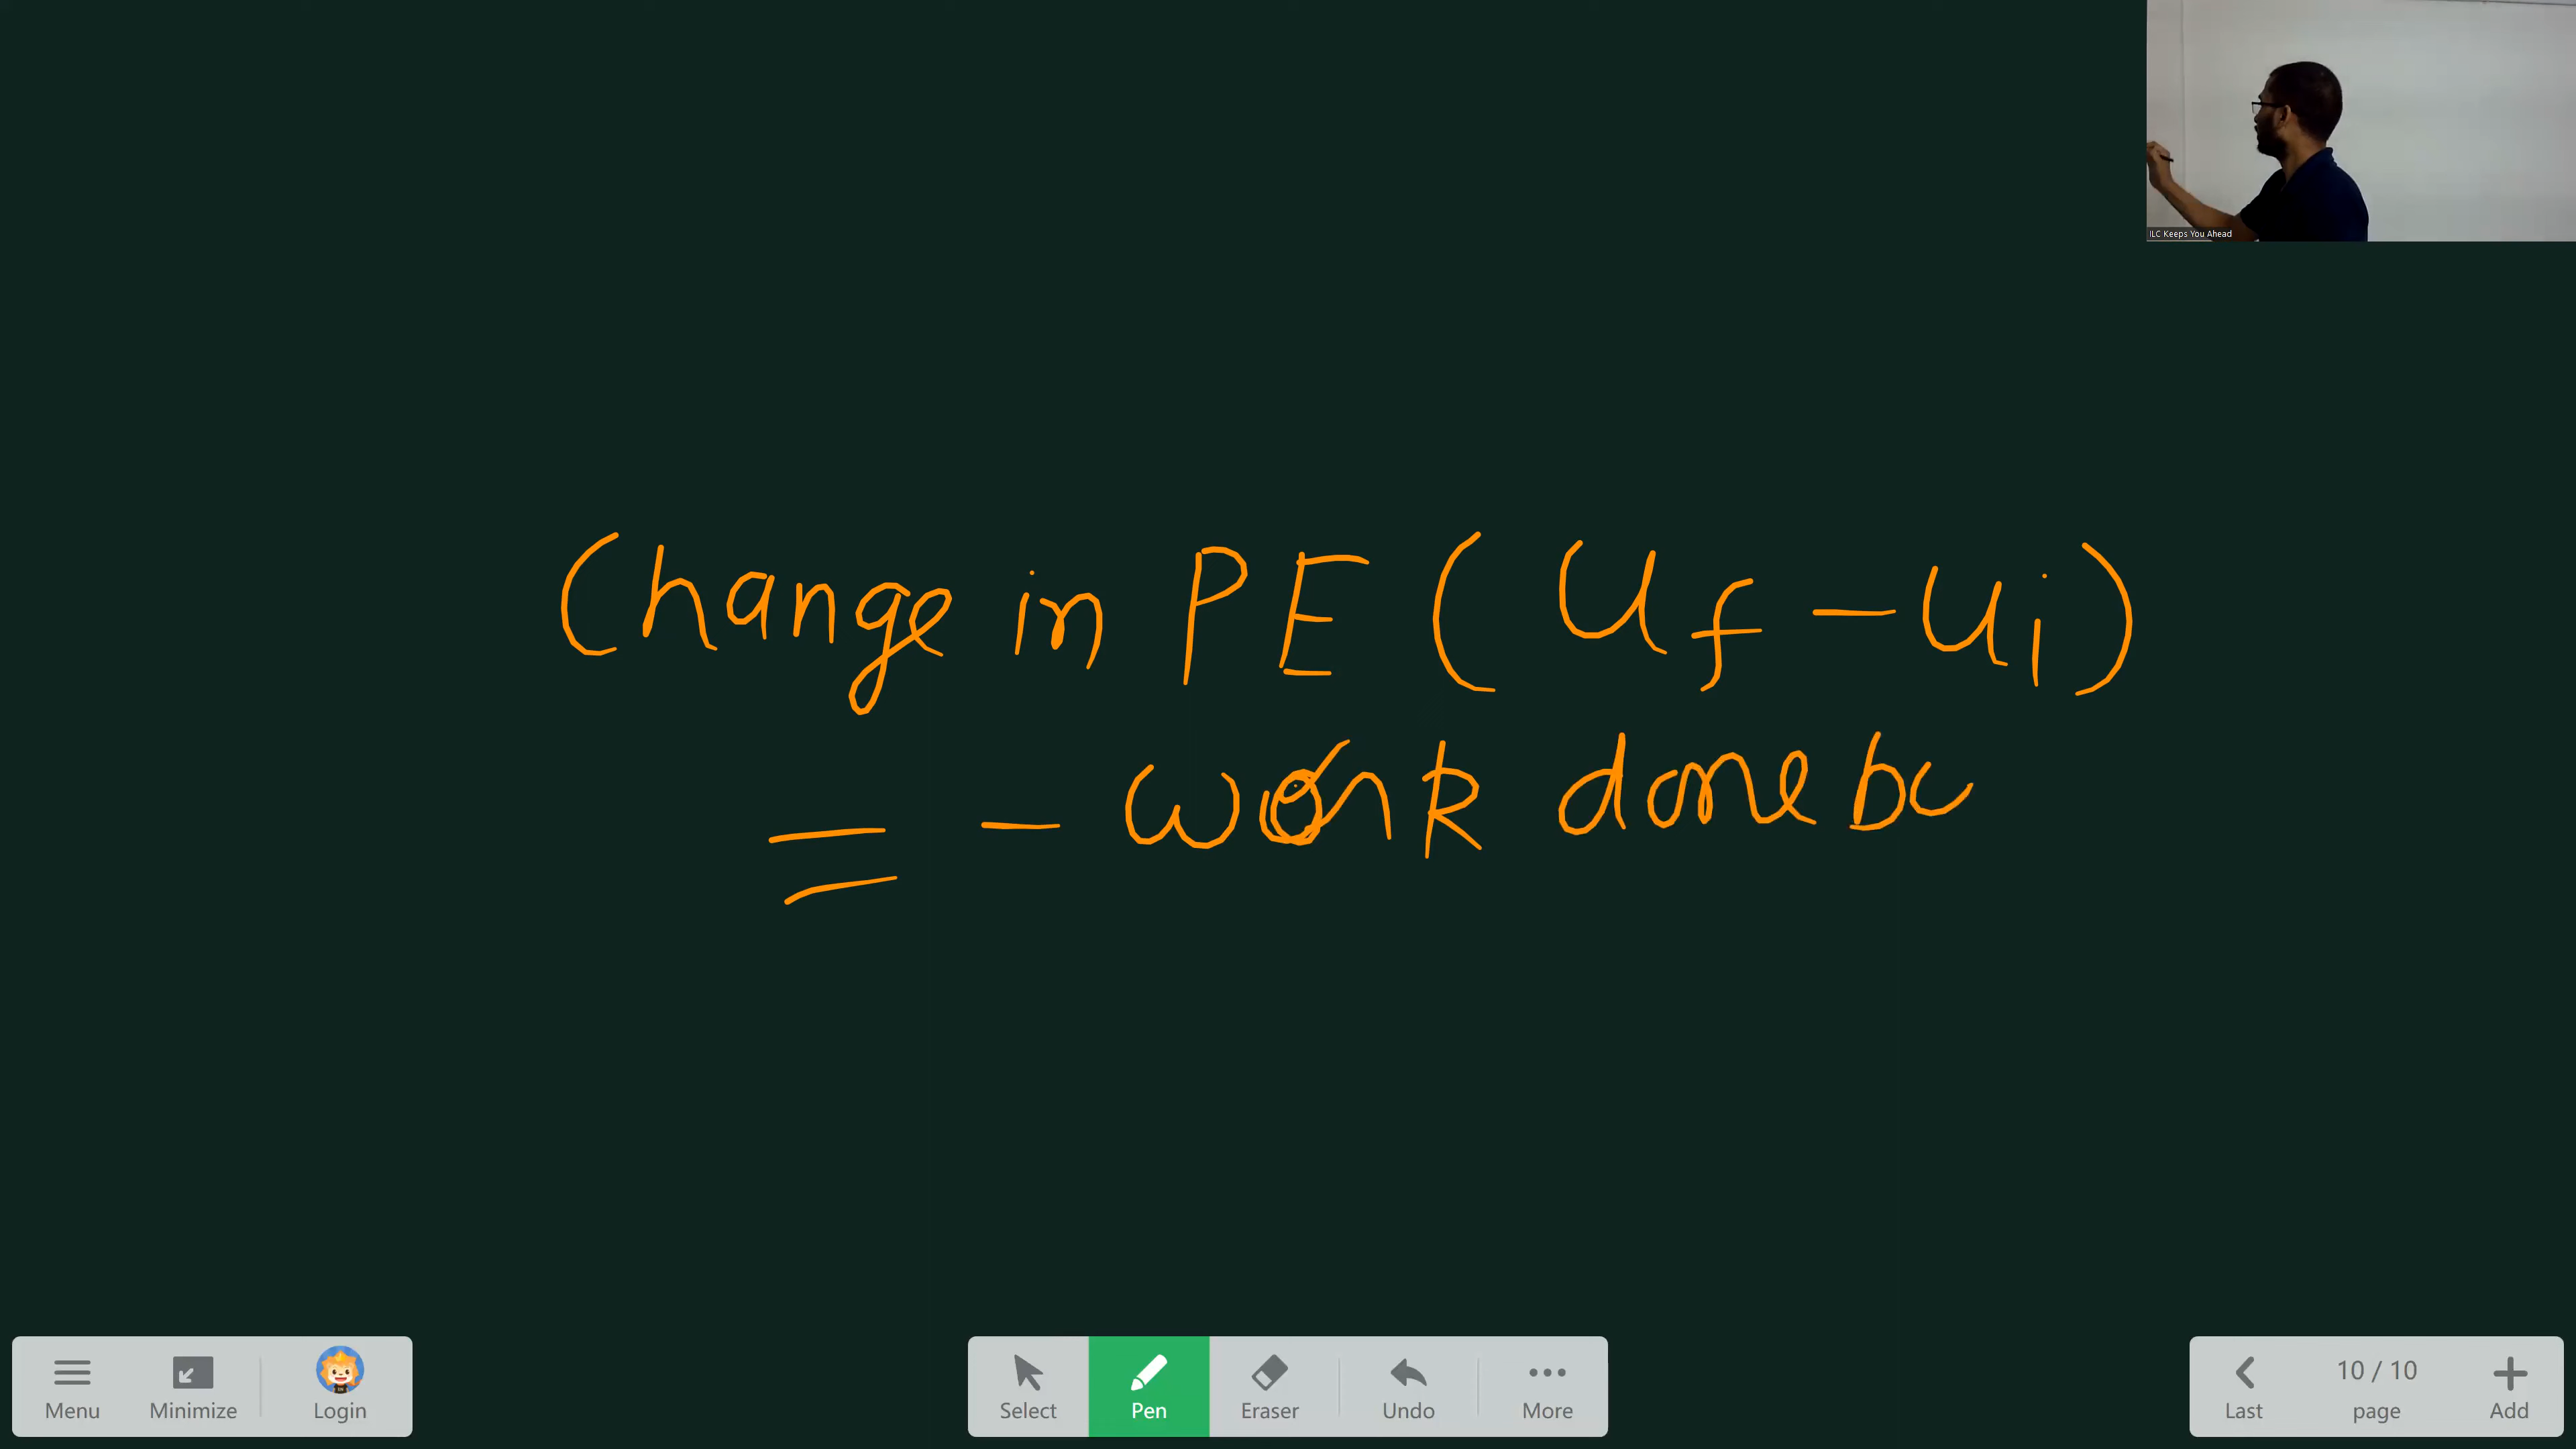 ILC Keeps You Ahead
Change in PE (Uf - Ui)
= - work done
Menu Minimize Login Select Pen Eraser Undo More 10 / 10 Last page Add